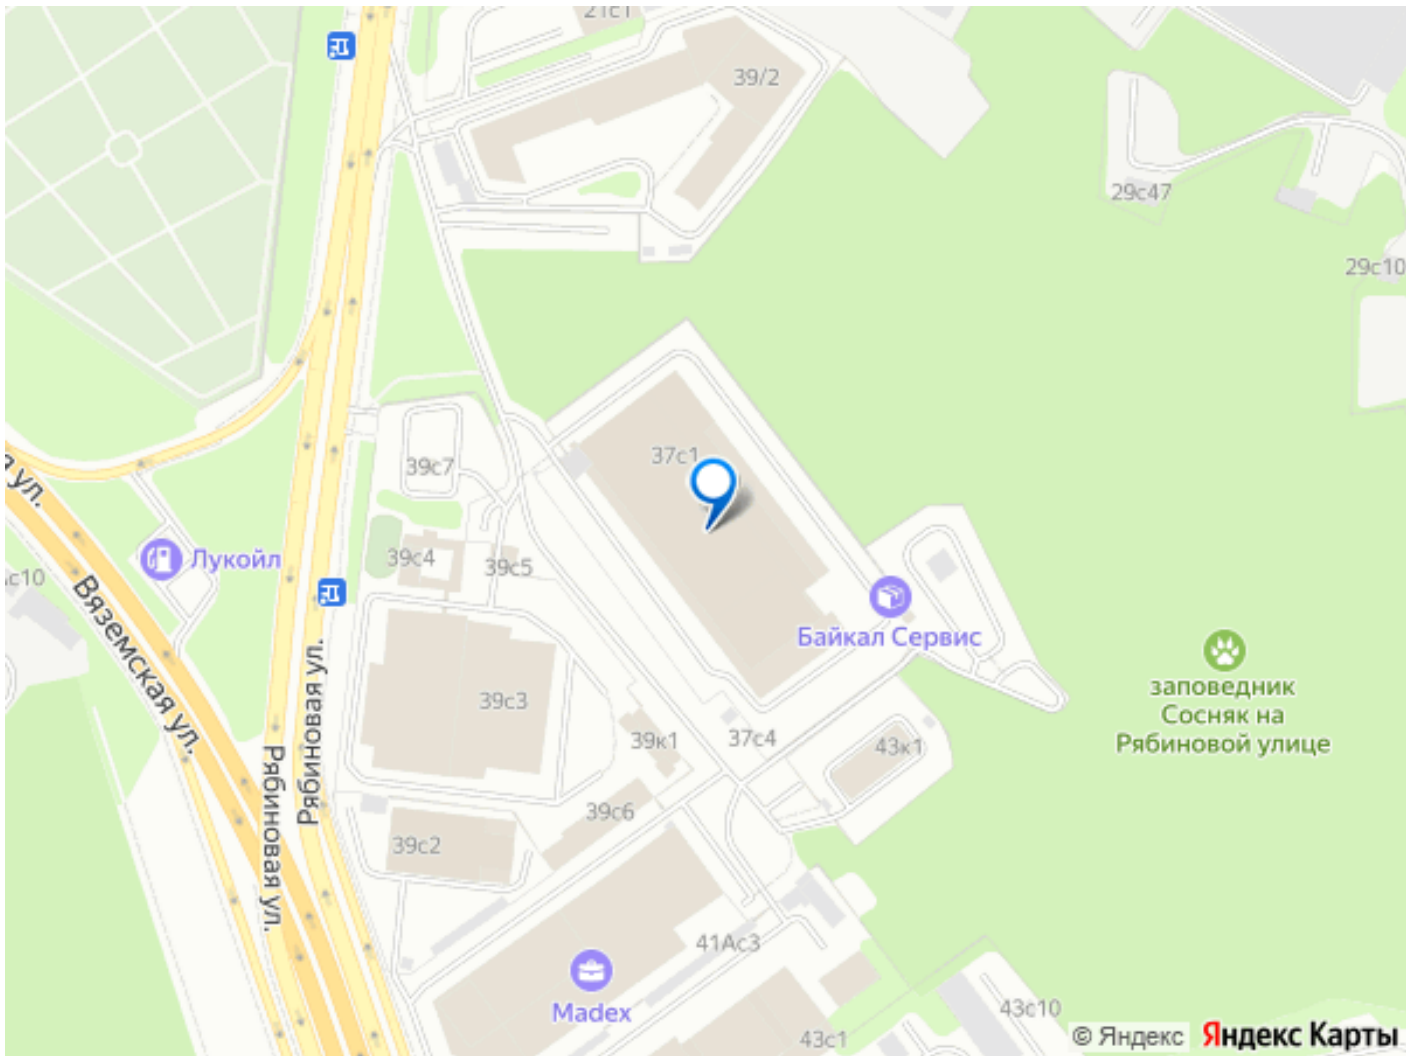 21с1
39/2
29с47
29с10
37с1
39с7
Лукойл
39с4
39с5
с10
Байкал Сервис
Вяземская ул.
Рябиновая ул.
Рябиновая ул.
39с3
39к1
37с4
43к1
заповедник
Сосняк на
Рябиновой улице
39с6
39с2
41Ас3
Madex
43с10
43с1
© Яндекс
Яндекс Карты